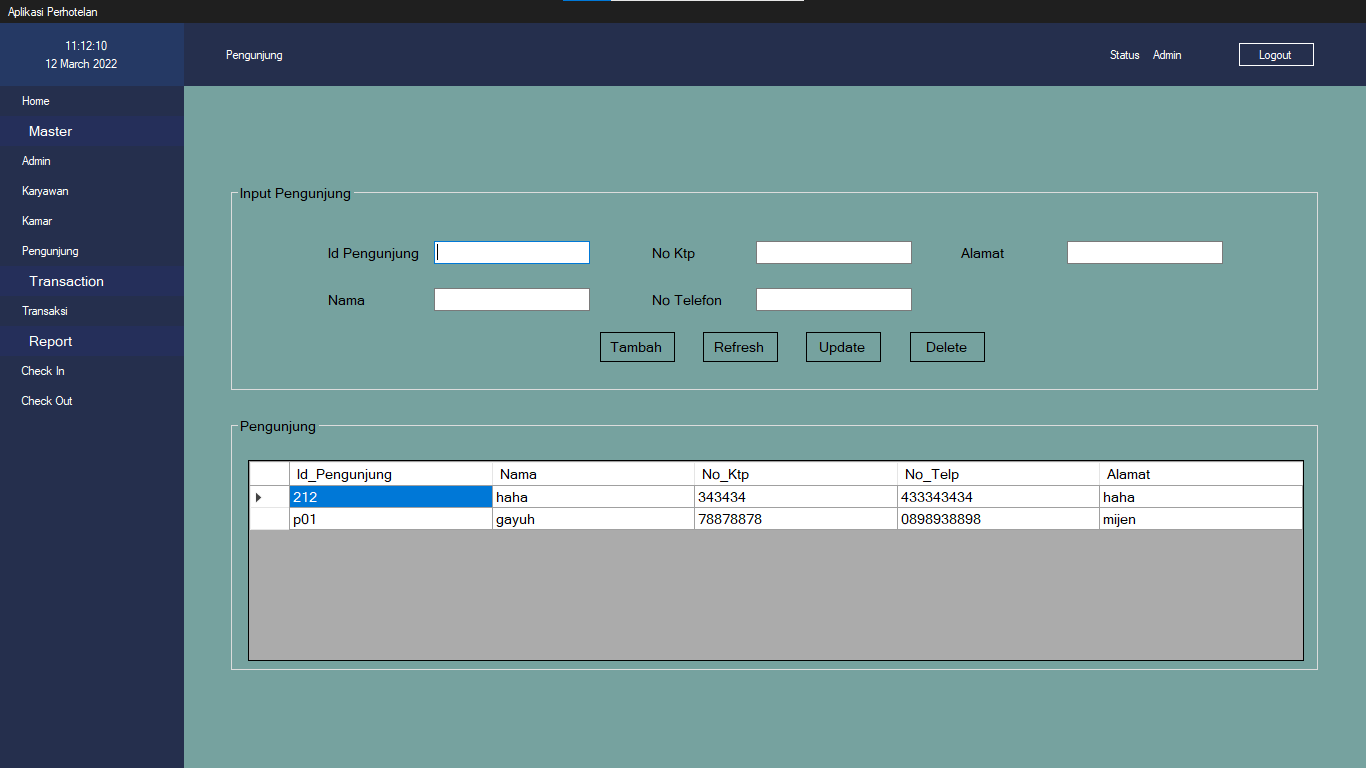 Aplikasi Perhotelan
11:12:10
12 March 2022
Pengunjung
Status Admin
Logout
Home
Master
Admin
Karyawan
Kamar
Pengunjung
Transaction
Transaksi
Report
Check In
Check Out
Input Pengunjung
Id Pengunjung No Ktp Alamat
Nama No Telefon
Tambah Refresh Update Delete
Pengunjung
Id_Pengunjung Nama No_Ktp No_Telp Alamat
212 haha 343434 433343434 haha
p01 gayuh 78878878 0898938898 mijen